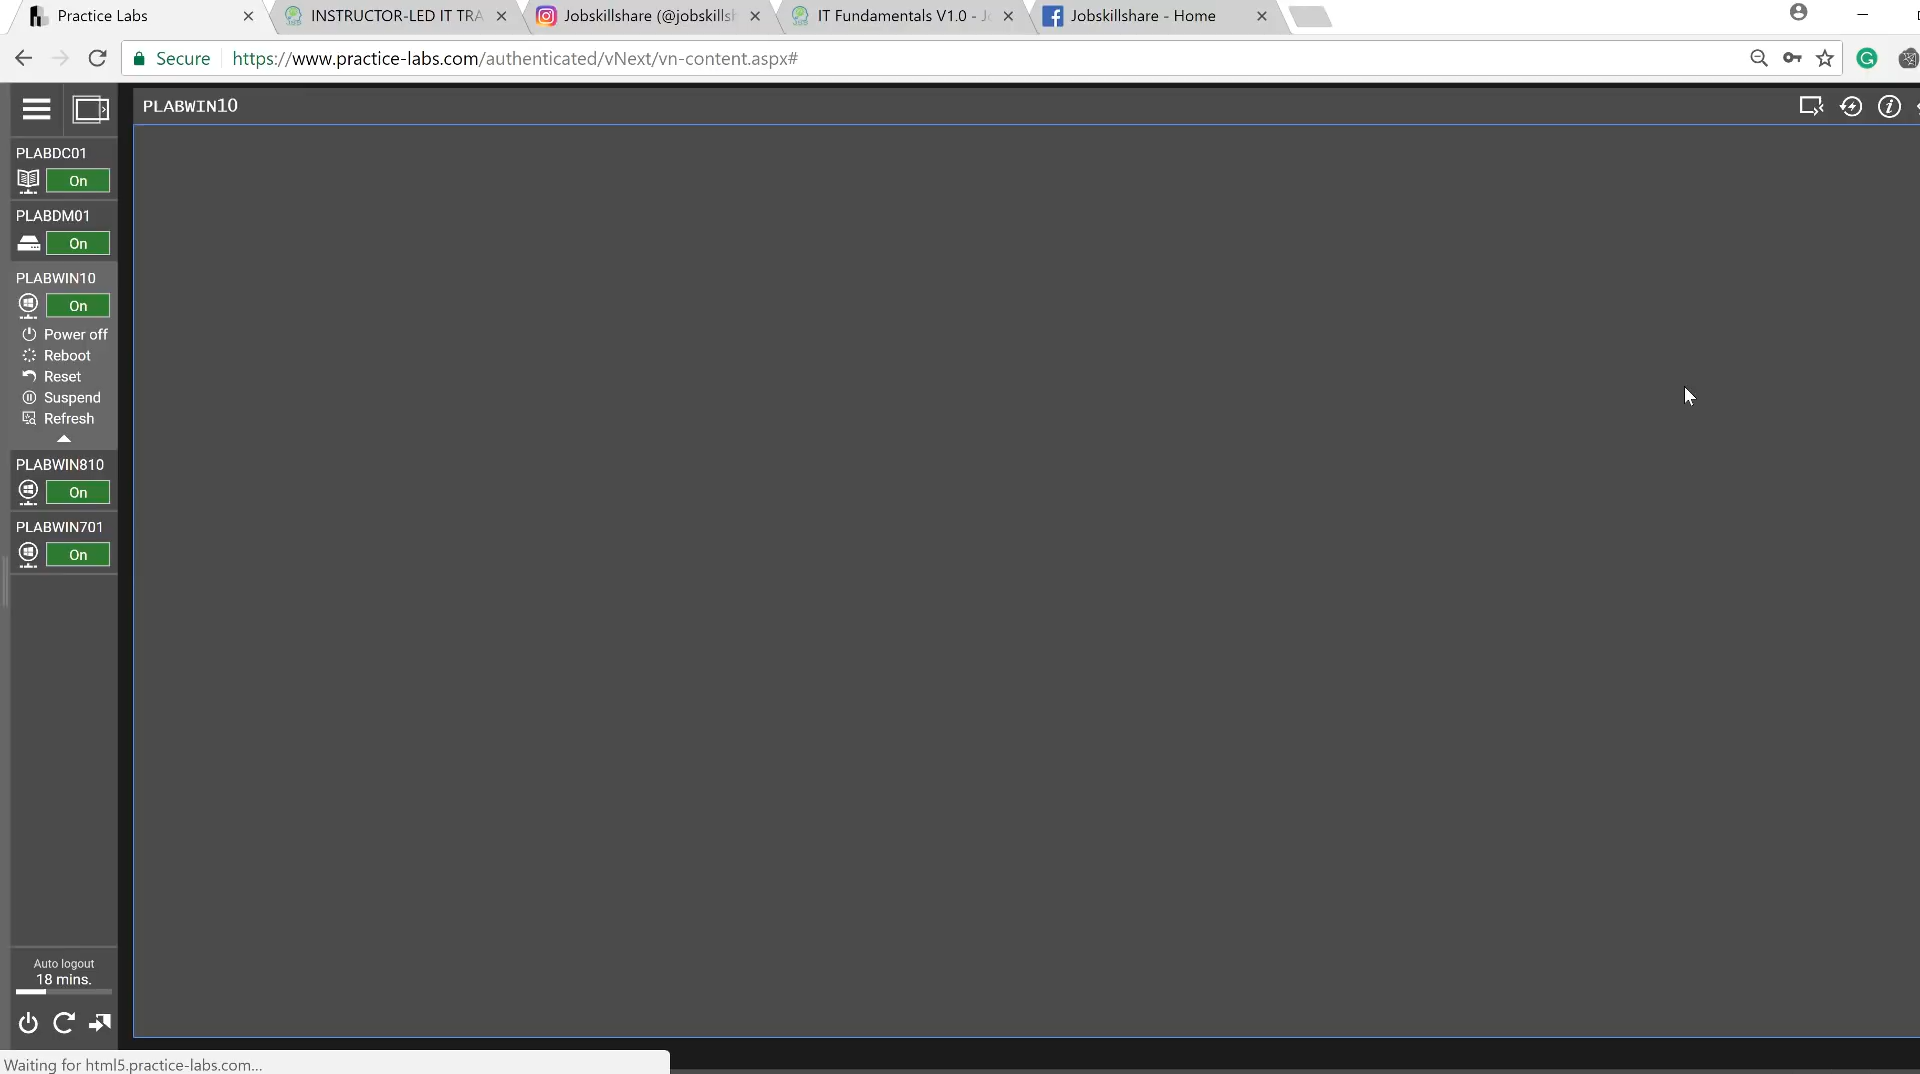 Practice Labs
INSTRUCTOR-LED IT TRA
Jobskillshare (@jobskillsh
IT Fundamentals V1.0 - J
Jobskillshare - Home
Secure
https://www.practice-labs.com/authenticated/vNext/vn-content.aspx#
PLABWIN10
PLABDC01
On
PLABDM01
On
PLABWIN10
On
Power off
Reboot
Reset
Suspend
Refresh
PLABWIN810
On
PLABWIN701
On
Auto logout
18 mins.
Waiting for html5.practice-labs.com...